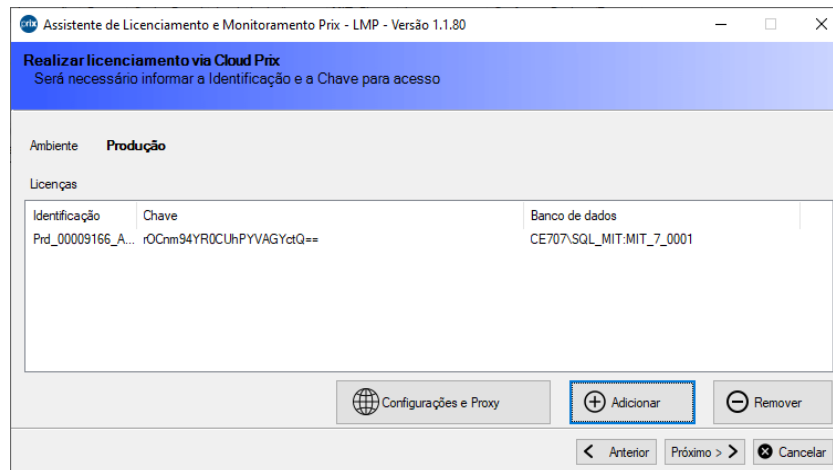 prix Assistente de Licenciamento e Monitoramento Prix - LMP - Versão 1.1.80
Realizar licenciamento via Cloud Prix
Será necessário informar a Identificação e a Chave para acesso
Ambiente Produção
Licenças
Identificação Chave Banco de dados
Prd_00009166_A... rOCnm94YR0CUhPYVAGYctQ== CE707\SQL_MIT:MIT_7_0001
Configurações e Proxy Adicionar Remover
Anterior Próximo > Cancelar